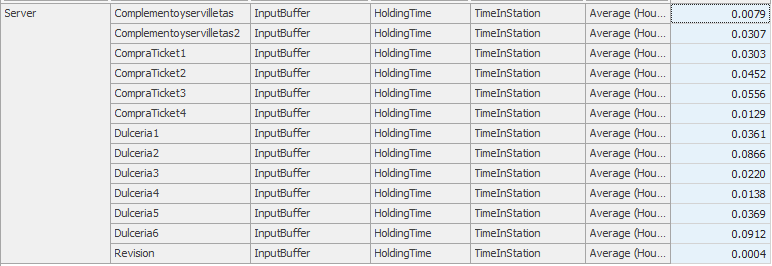 Server Complementoyservilletas InputBuffer HoldingTime TimeInStation Average (Hou... 0.0079
Complementoyservilletas2 InputBuffer HoldingTime TimeInStation Average (Hou... 0.0307
CompraTicket1 InputBuffer HoldingTime TimeInStation Average (Hou... 0.0303
CompraTicket2 InputBuffer HoldingTime TimeInStation Average (Hou... 0.0452
CompraTicket3 InputBuffer HoldingTime TimeInStation Average (Hou... 0.0556
CompraTicket4 InputBuffer HoldingTime TimeInStation Average (Hou... 0.0129
Dulceria1 InputBuffer HoldingTime TimeInStation Average (Hou... 0.0361
Dulceria2 InputBuffer HoldingTime TimeInStation Average (Hou... 0.0866
Dulceria3 InputBuffer HoldingTime TimeInStation Average (Hou... 0.0220
Dulceria4 InputBuffer HoldingTime TimeInStation Average (Hou... 0.0138
Dulceria5 InputBuffer HoldingTime TimeInStation Average (Hou... 0.0369
Dulceria6 InputBuffer HoldingTime TimeInStation Average (Hou... 0.0912
Revision InputBuffer HoldingTime TimeInStation Average (Hou... 0.0004